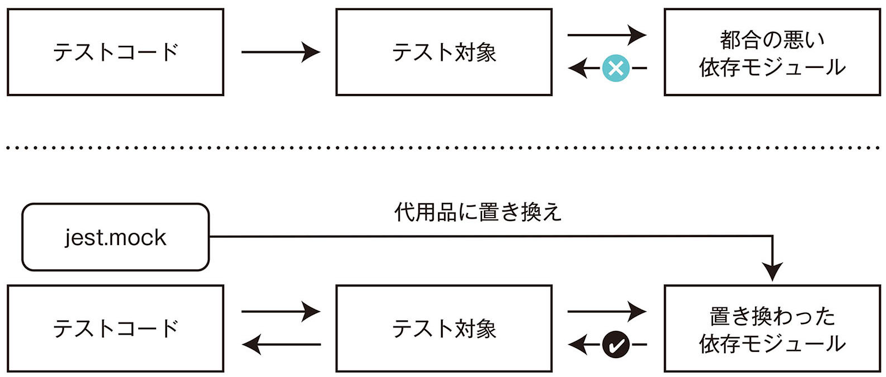 テストコード
テスト対象
都合の悪い
依存モジュール
代用品に置き換え
jest.mock
テストコード
テスト対象
置き換わった
依存モジュール